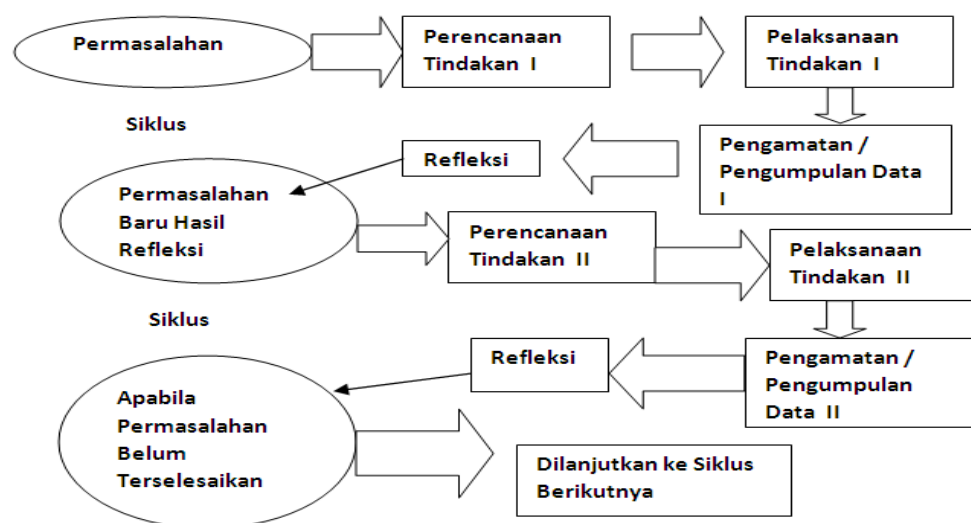 Permasalahan
Perencanaan
Tindakan I
Pelaksanaan
Tindakan I
Siklus
Pengamatan /
Pengumpulan Data
I
Refleksi
Permasalahan
Baru Hasil
Refleksi
Perencanaan
Tindakan II
Pelaksanaan
Tindakan II
Siklus
Pengamatan /
Pengumpulan
Data II
Refleksi
Apabila
Permasalahan
Belum
Terselesaikan
Dilanjutkan ke Siklus
Berikutnya